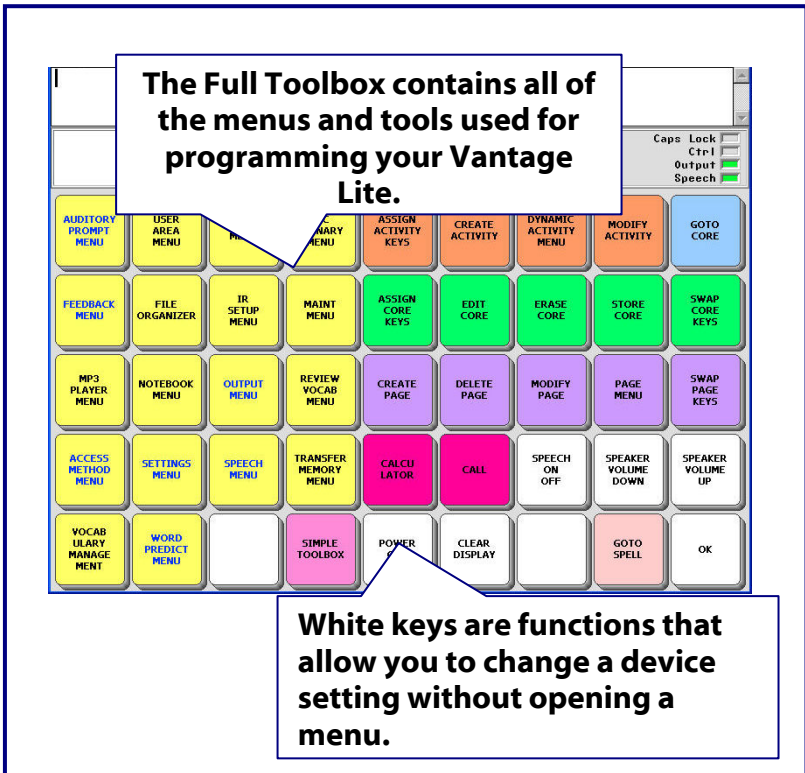 The Full Toolbox contains all of
the menus and tools used for
programming your Vantage
Lite.
Caps Lock
Ctrl
Output
Speech
AUDITORY
PROMPT
MENU
USER
AREA
MENU
MENU
ASSIGN
ACTIVITY
KEYS
CREATE
ACTIVITY
DYNAMIC
ACTIVITY
MENU
MODIFY
ACTIVITY
GOTO
CORE
FEEDBACK
MENU
FILE
ORGANIZER
IR
SETUP
MENU
MAINT
MENU
ASSIGN
CORE
KEYS
EDIT
CORE
ERASE
CORE
STORE
CORE
SWAP
CORE
KEYS
MP3
PLAYER
MENU
NOTEBOOK
MENU
OUTPUT
MENU
REVIEW
VOCAB
MENU
CREATE
PAGE
DELETE
PAGE
MODIFY
PAGE
PAGE
MENU
SWAP
PAGE
KEYS
ACCESS
METHOD
MENU
SETTINGS
MENU
SPEECH
MENU
TRANSFER
MEMORY
MENU
CALCU
LATOR
CALL
SPEECH
ON
OFF
SPEAKER
VOLUME
DOWN
SPEAKER
VOLUME
UP
VOCAB
ULARY
MANAGE
MENT
WORD
PREDICT
MENU
SIMPLE
TOOLBOX
POWER
CLEAR
DISPLAY
GOTO
SPELL
OK
White keys are functions that
allow you to change a device
setting without opening a
menu.